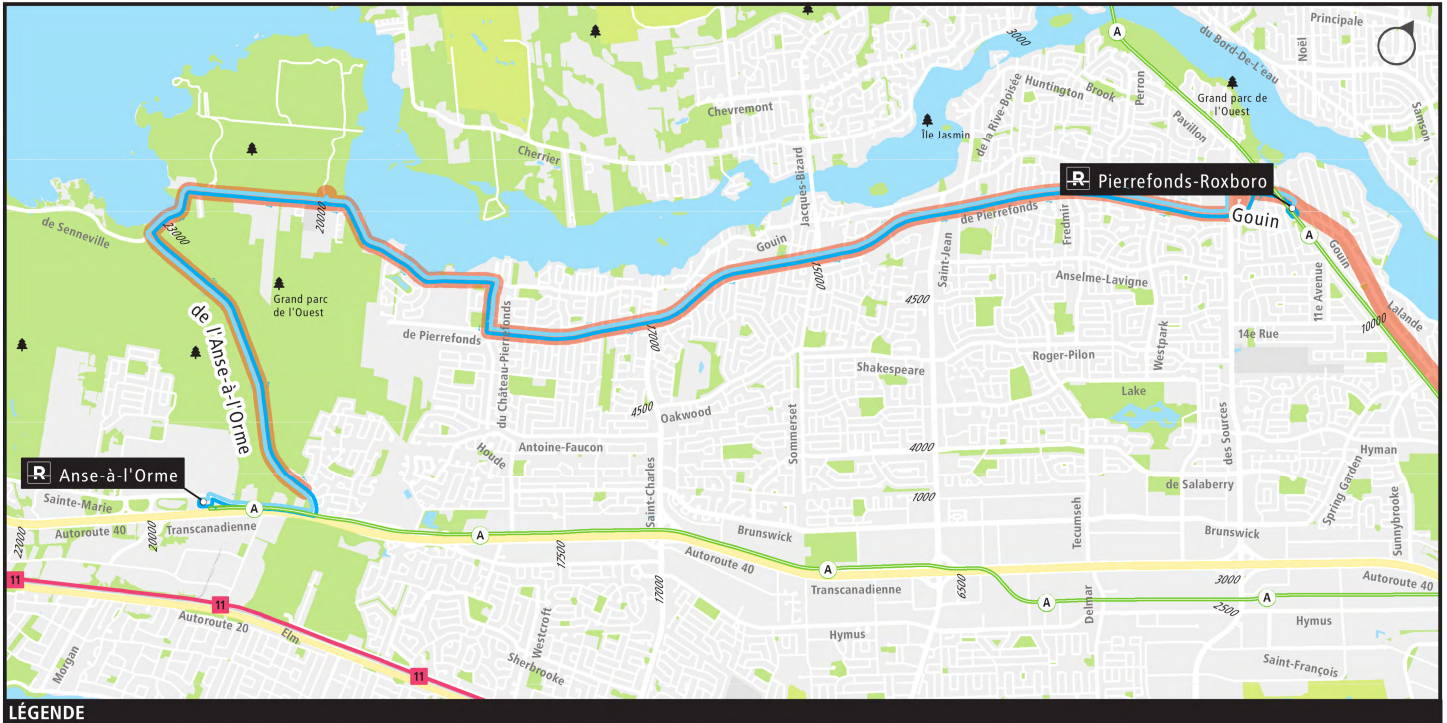 Principale
du Bord-De-L'eau
Noël
Samson
3000
A
Grand parc de
l'Ouest
Perron
Brook
Huntington
Pavillon
de la Rive-Boisée
Île Jasmin
Chevremont
Cherrier
Jacques-Bizard
R Pierrefonds-Roxboro
de Pierrefonds
Fredmir
Gouin
A
Gouin
Lalande
10000
11e Avenue
14e Rue
de Senneville
23000
20000
Grand parc
de l'Ouest
de l'Anse-à-l'Orme
Gouin
15000
Saint-Jean
4500
Anselme-Lavigne
Westpark
Roger-Pilon
Lake
Shakespeare
de Pierrefonds
du Château-Pierrefonds
17000
4500
Oakwood
Sommerset
4000
des Sources
Hyman
Houde
Antoine-Faucon
Saint-Charles
1000
de Salaberry
Spring Garden
Sunnybrooke
R Anse-à-l'Orme
Sainte-Marie
A
Autoroute 40
Transcanadienne
22000
20000
A
17500
Brunswick
Autoroute 40
Tecumseh
Brunswick
A
Transcanadienne
17000
6500
A
Delmar
3000
2500
A
Autoroute 40
Hymus
Hymus
Saint-François
11
11
11
Autoroute 20
Elm
Morgan
Westcroft
Sherbrooke
LÉGENDE